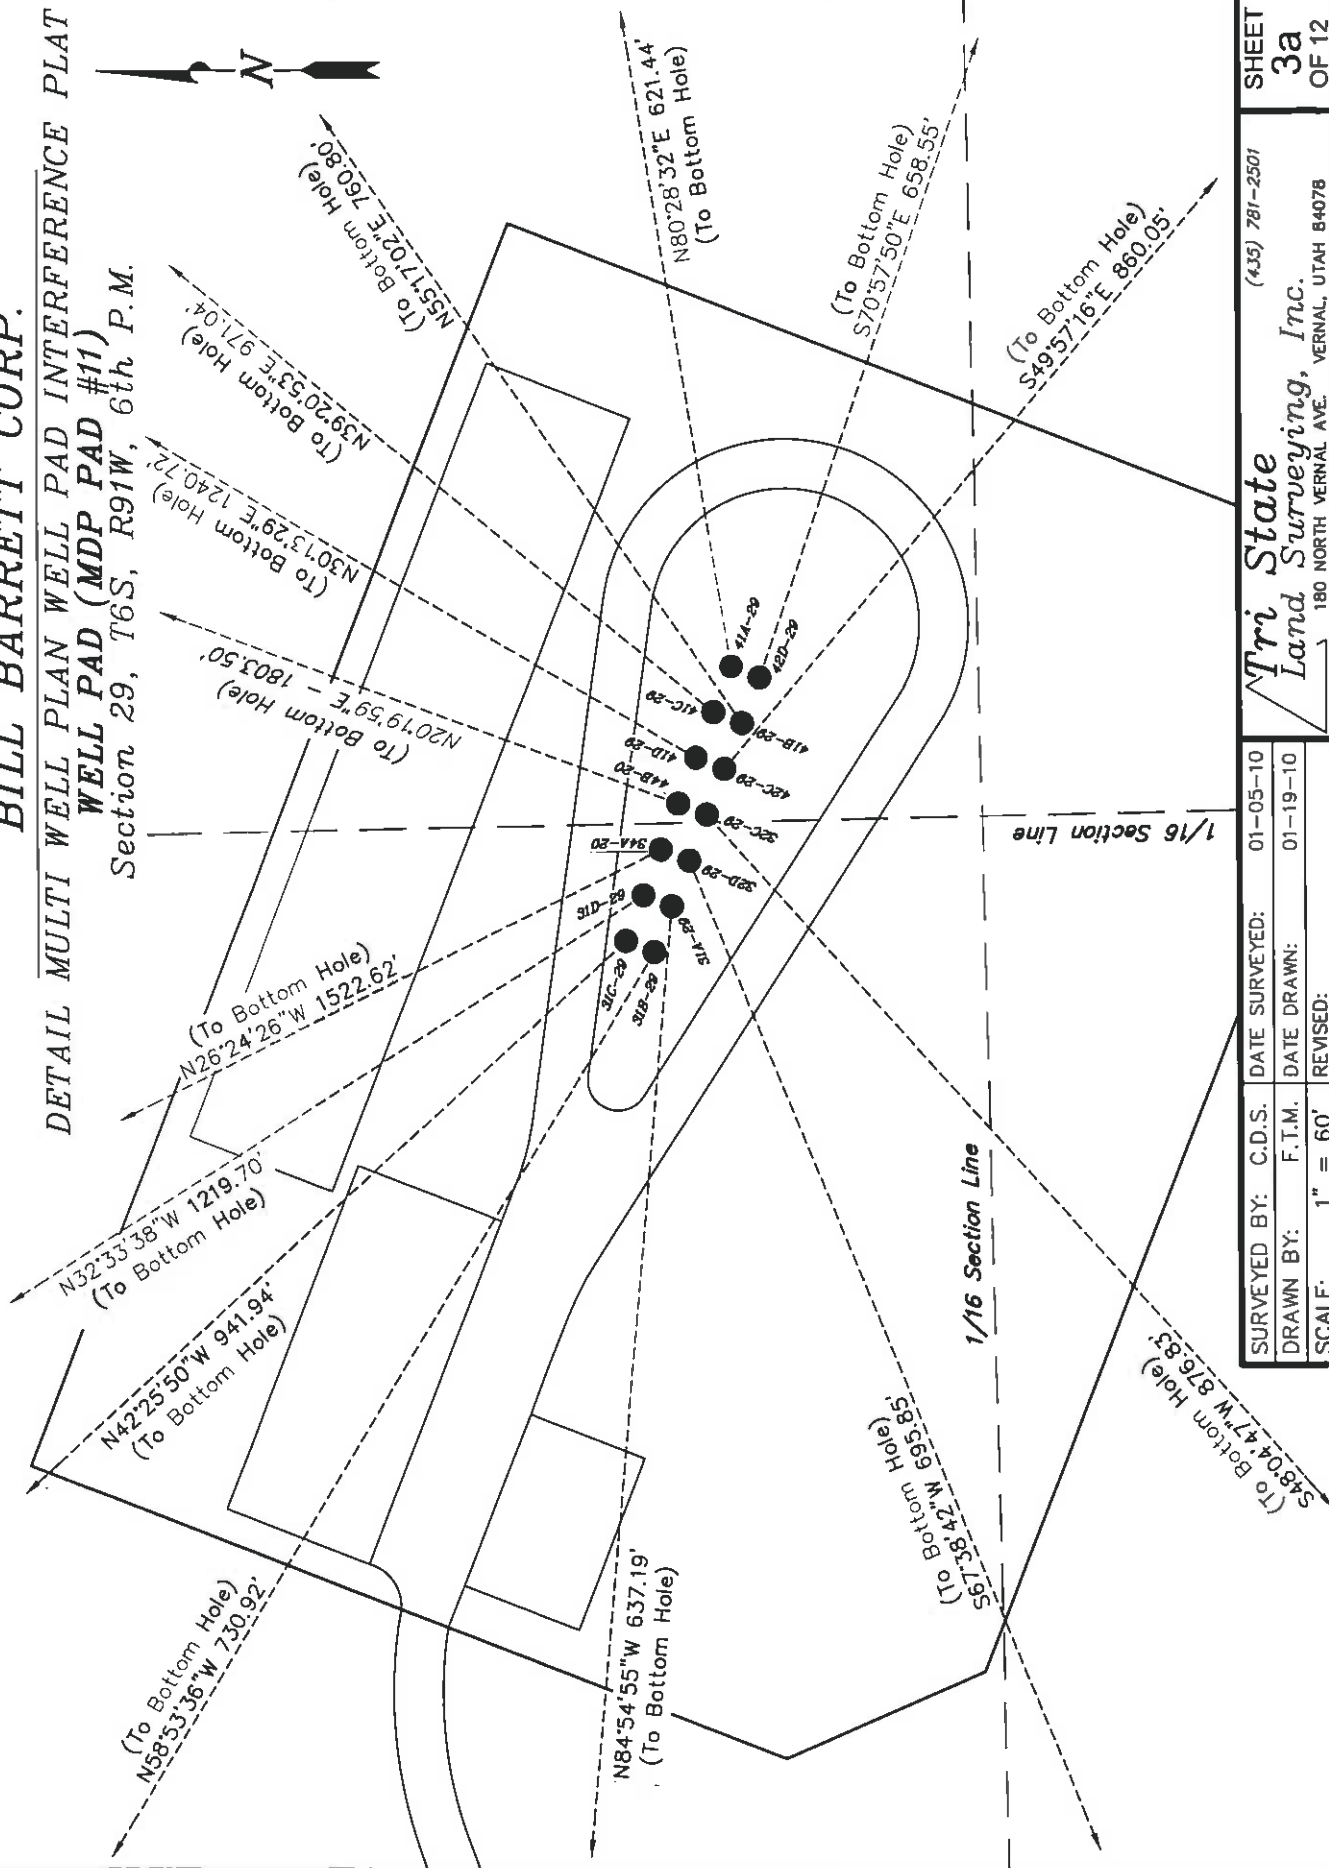 BILL BARRETT CORP.
DETAIL MULTI WELL PLAN WELL PAD INTERFERENCE PLAT
WELL PAD (MDP PAD #11)
Section 29, T6S, R91W, 6th P.M.
N
(To Bottom Hole)
N58°53'36"W 730.92'
N42°25'50"W 941.94'
(To Bottom Hole)
N32°33'38"W 1219.70'
(To Bottom Hole)
(To Bottom Hole)
N26°24'26"W 1522.62'
N20°19'59"E - 1803.50'
(To Bottom Hole)
N30°13'29"E 1240.72'
(To Bottom Hole)
N39°20'53"E 971.04'
(To Bottom Hole)
N55°17'02"E 760.80'
(To Bottom Hole)
N80°28'32"E 621.44'
(To Bottom Hole)
(To Bottom Hole)
S70°57'50"E 658.55'
(To Bottom Hole)
S49°57'16"E 860.05'
N84°54'55"W 637.19'
(To Bottom Hole)
(To Bottom Hole)
S67°38'42"W 695.85'
(To Bottom Hole)
S48°04'47"W 876.83'
31C-29
31B-29
31D-29
31A-29
34A-20
32D-29
44B-20
32C-29
41D-29
42C-29
41C-29
41B-29
41A-29
42D-29
1/16 Section Line
1/16 Section Line
SURVEYED BY: C.D.S.
DATE SURVEYED: 01-05-10
DRAWN BY: F.T.M.
DATE DRAWN: 01-19-10
SCALE: 1" = 60'
REVISED:
Tri State
Land Surveying, Inc.
180 NORTH VERNAL AVE. VERNAL, UTAH 84078
(435) 781-2501
SHEET
3a
OF 12